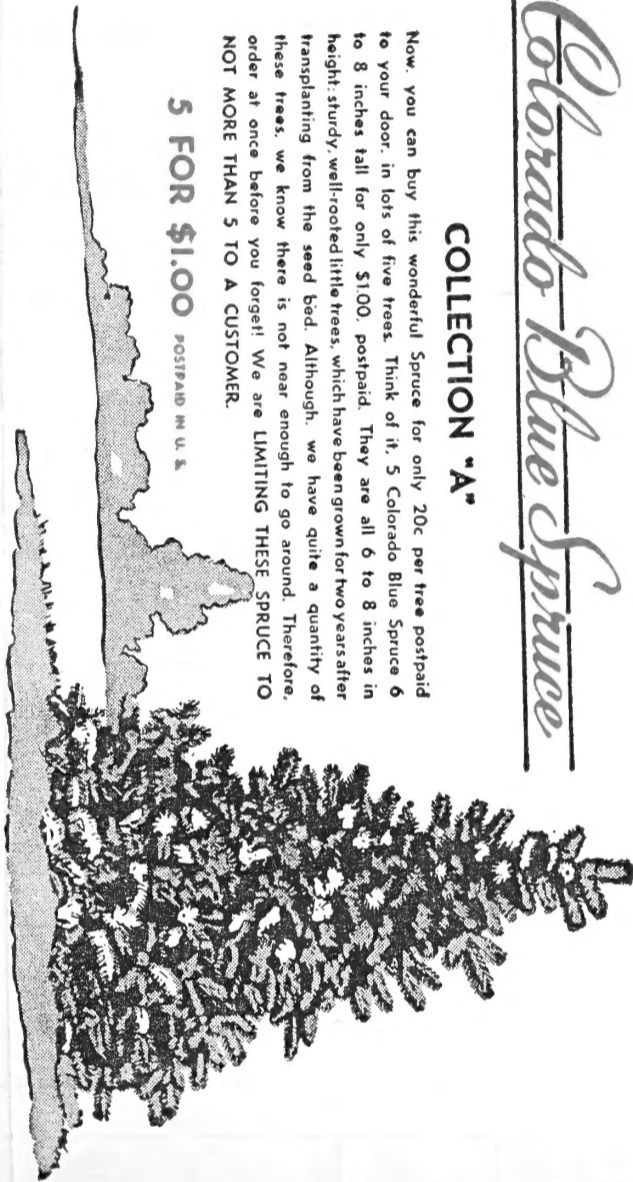 Colorado Blue Spruce
COLLECTION "A"
Now, you can buy this wonderful Spruce for only 20c per tree postpaid
to your door, in lots of five trees. Think of it, 5 Colorado Blue Spruce 6
to 8 inches tall for only $1.00, postpaid. They are all 6 to 8 inches in
height; sturdy, well-rooted little trees, which have been grown for two years after
transplanting from the seed bed. Although, we have quite a quantity of
these trees, we know there is not near enough to go around. Therefore,
order at once before you forget! We are LIMITING THESE SPRUCE TO
NOT MORE THAN 5 TO A CUSTOMER.
5 FOR $1.00 POSTPAID IN U. S.